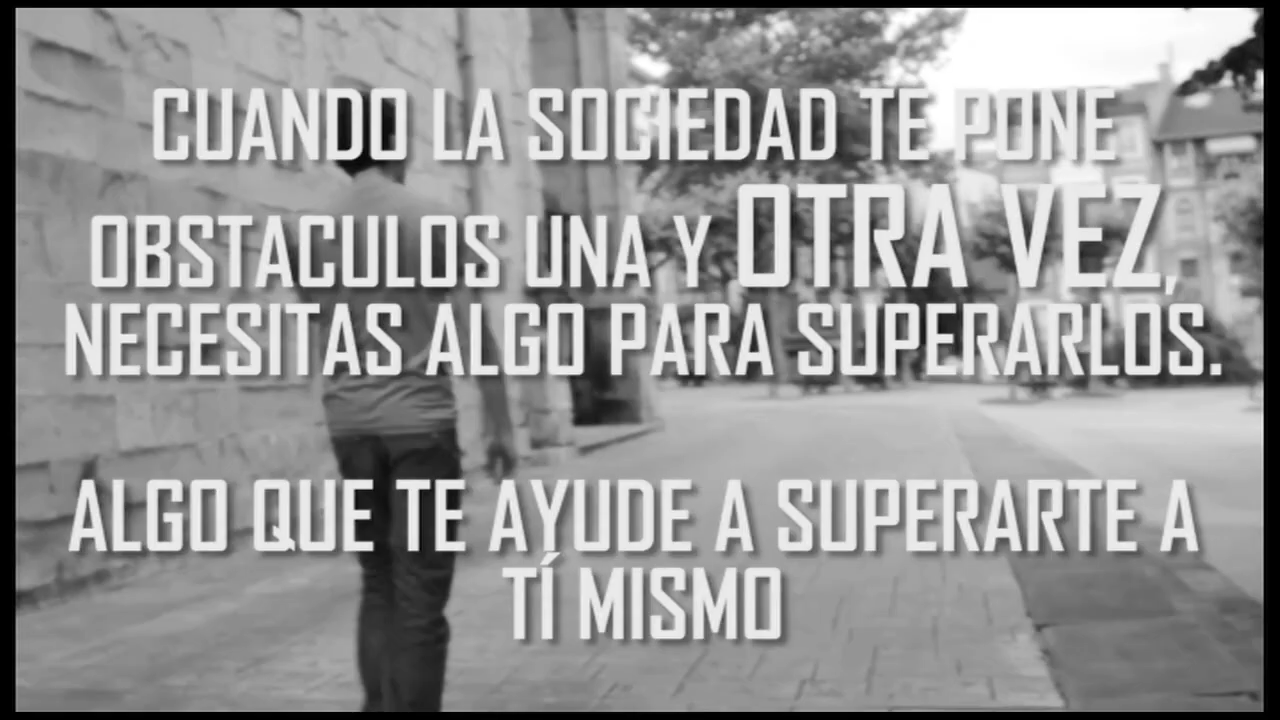 CUANDO LA SOCIEDAD TE PONE
OBSTACULOS UNA Y OTRA VEZ,
NECESITAS ALGO PARA SUPERARLOS.
ALGO QUE TE AYUDE A SUPERARTE A
TÍ MISMO